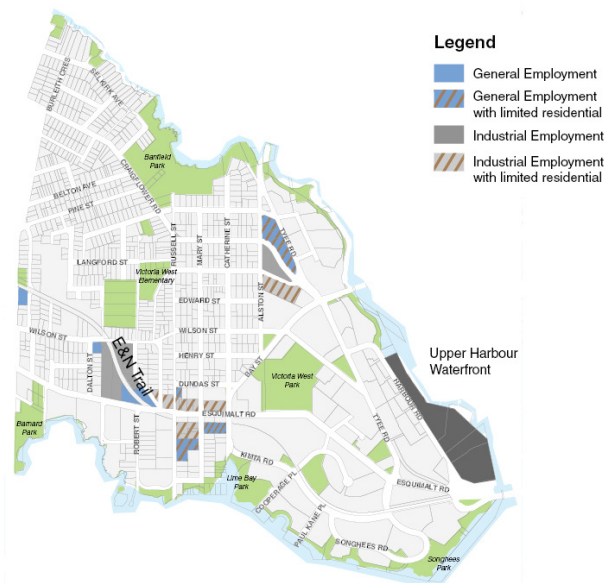 Legend
General Employment
General Employment
with limited residential
Industrial Employment
Industrial Employment
with limited residential
BURLEITH CRES
SELKIRK AVE
Banfield
Park
CRAIGFLOWER RD
BELTON AVE
PINE ST
RUSSELL ST
MARY ST
CATHERINE ST
TYEE RD
LANGFORD ST
Victoria West
Elementary
EDWARD ST
ALSTON ST
WILSON ST
WILSON ST
E&N Trail
HENRY ST
BAY ST
Upper Harbour
Waterfront
DALTON ST
DUNDAS ST
Victoria West
Park
HARBOUR RD
ESQUIMALT RD
TYEE RD
Barnard
Park
ROBERT ST
KIMTA RD
Lime Bay
Park
COOPERAGE PL
ESQUIMALT RD
PAUL KANE PL
SONGHEES RD
Songhees
Park